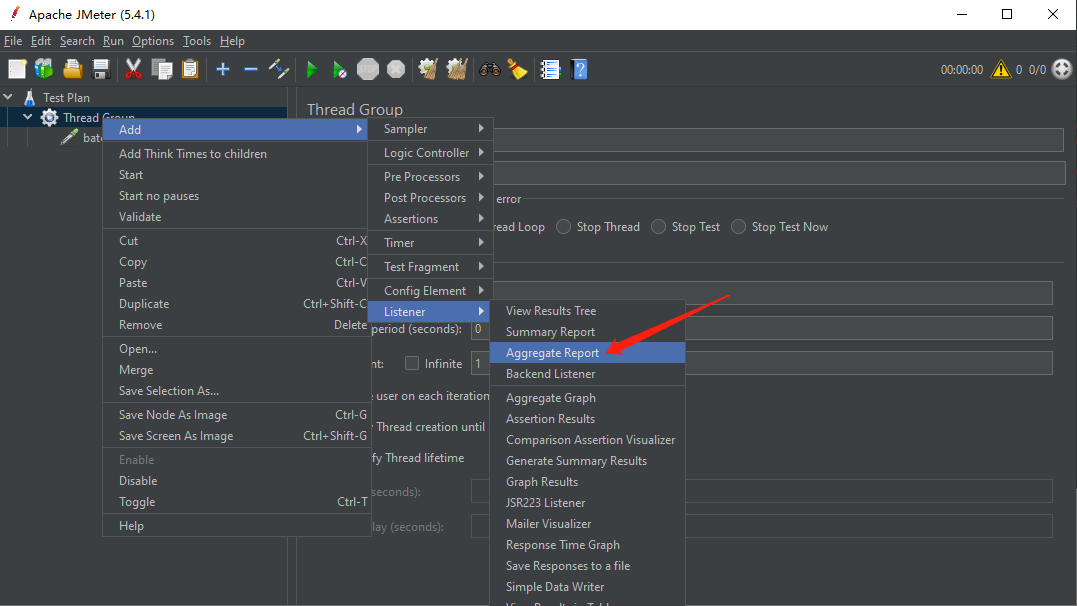 Apache JMeter (5.4.1)
File Edit Search Run Options Tools Help
00:00:00 0 0/0
Test Plan
Thread Group
Thread Group
Add
Add Think Times to children
Start
Start no pauses
Validate
Cut Ctrl-X
Copy Ctrl-C
Paste Ctrl-V
Duplicate Ctrl+Shift-C
Remove Delete
Open...
Merge
Save Selection As...
Save Node As Image Ctrl-G
Save Screen As Image Ctrl+Shift-G
Enable
Disable
Toggle Ctrl-T
Help
Sampler
Logic Controller
Pre Processors
Post Processors
Assertions
Timer
Test Fragment
Config Element
Listener
View Results Tree
Summary Report
Aggregate Report
Backend Listener
Aggregate Graph
Assertion Results
Comparison Assertion Visualizer
Generate Summary Results
Graph Results
JSR223 Listener
Mailer Visualizer
Response Time Graph
Save Responses to a file
Simple Data Writer
error
Loop Stop Thread Stop Test Stop Test Now
period (seconds): 0
Infinite 1
user on each iteration
Thread creation until
Thread lifetime
seconds):
(seconds):